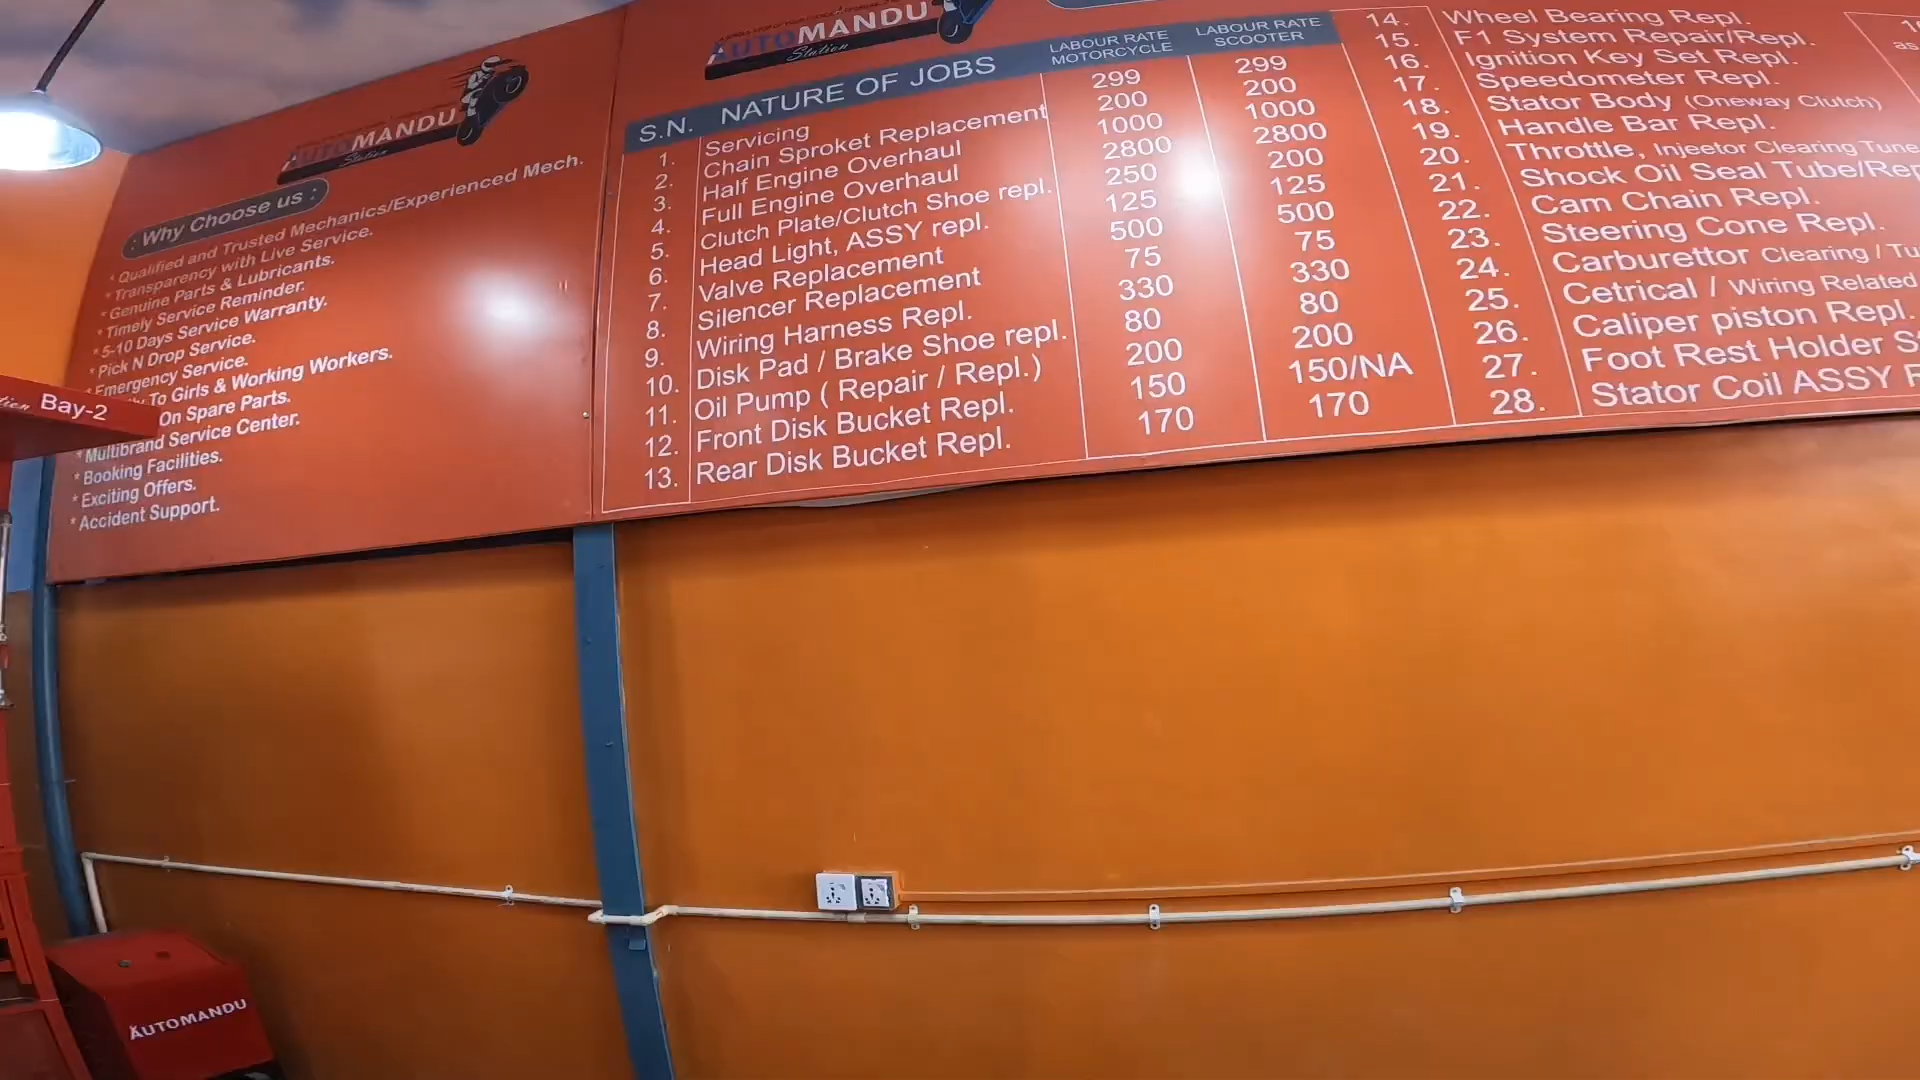 AUTOMANDU
Station
: Why Choose us :
* Qualified and Trusted Mechanics/Experienced Mech.
* Transparency with Live Service.
* Genuine Parts & Lubricants.
* Timely Service Reminder.
* 5-10 Days Service Warranty.
* Pick N Drop Service.
* Emergency Service.
To Girls & Working Workers.
On Spare Parts.
* Multibrand Service Center.
* Booking Facilities.
* Exciting Offers.
* Accident Support.
Bay-2
AUTOMANDU
Station
S.N. NATURE OF JOBS LABOUR RATE MOTORCYCLE LABOUR RATE SCOOTER
1. Servicing 299 299
2. Chain Sproket Replacement 200 200
3. Half Engine Overhaul 1000 1000
4. Full Engine Overhaul 2800 2800
5. Clutch Plate/Clutch Shoe repl. 250 200
6. Head Light, ASSY repl. 125 125
7. Valve Replacement 500 500
8. Silencer Replacement 75 75
9. Wiring Harness Repl. 330 330
10. Disk Pad / Brake Shoe repl. 80 80
11. Oil Pump ( Repair / Repl.) 200 200
12. Front Disk Bucket Repl. 150 150/NA
13. Rear Disk Bucket Repl. 170 170
14. Wheel Bearing Repl.
15. F1 System Repair/Repl.
16. Ignition Key Set Repl.
17. Speedometer Repl.
18. Stator Body (Oneway Clutch)
19. Handle Bar Repl.
20. Throttle, Injeetor Clearing Tune
21. Shock Oil Seal Tube/Rep
22. Cam Chain Repl.
23. Steering Cone Repl.
24. Carburettor Clearing / Tu
25. Cetrical / Wiring Related
26. Caliper piston Repl.
27. Foot Rest Holder S
28. Stator Coil ASSY R
as
AUTOMANDU